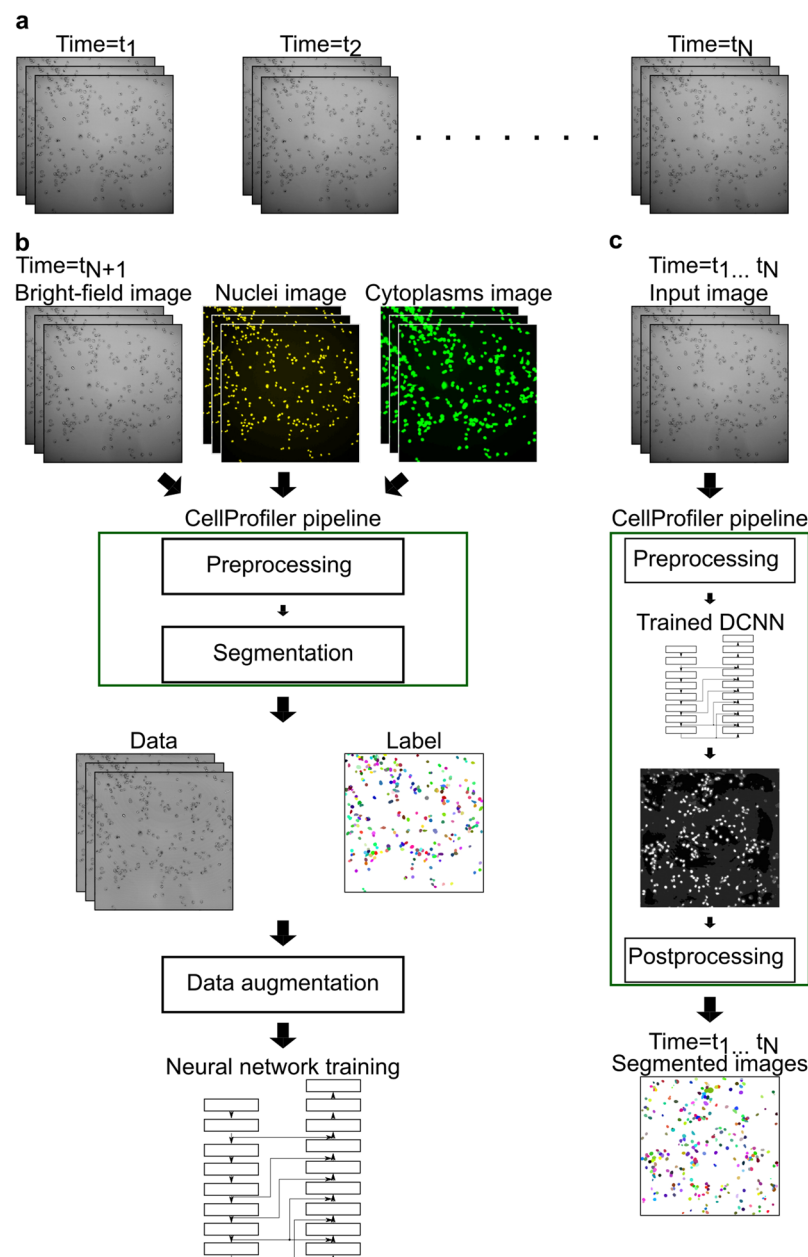 a
Time=t1
Time=t2
Time=tN
b
Time=tN+1
Bright-field image
Nuclei image
Cytoplasms image
CellProfiler pipeline
Preprocessing
Segmentation
Data
Label
Data augmentation
Neural network training
c
Time=t1... tN
Input image
CellProfiler pipeline
Preprocessing
Trained DCNN
Postprocessing
Time=t1... tN
Segmented images